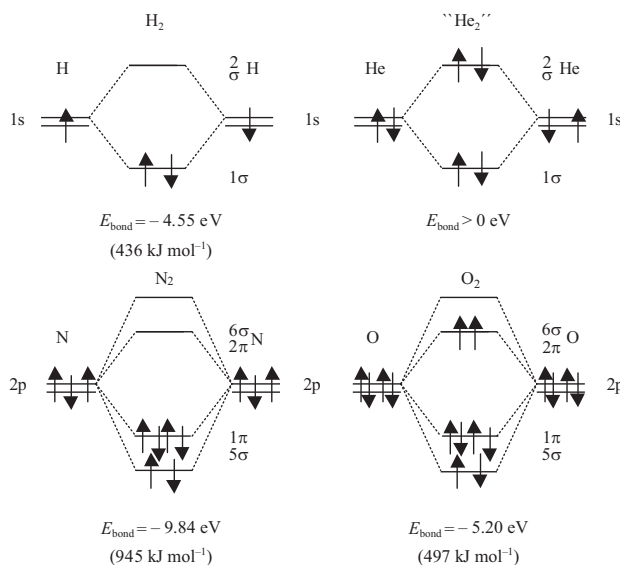 H₂
H
2σ H
1s
1σ
E_bond = – 4.55 eV
(436 kJ mol⁻¹)
``He₂´´
He
2σ He
1s
1s
1σ
E_bond > 0 eV
N₂
N
6σ
2π N
2p
1π
5σ
E_bond = – 9.84 eV
(945 kJ mol⁻¹)
O₂
O
6σ
2π O
2p
2p
1π
5σ
E_bond = – 5.20 eV
(497 kJ mol⁻¹)